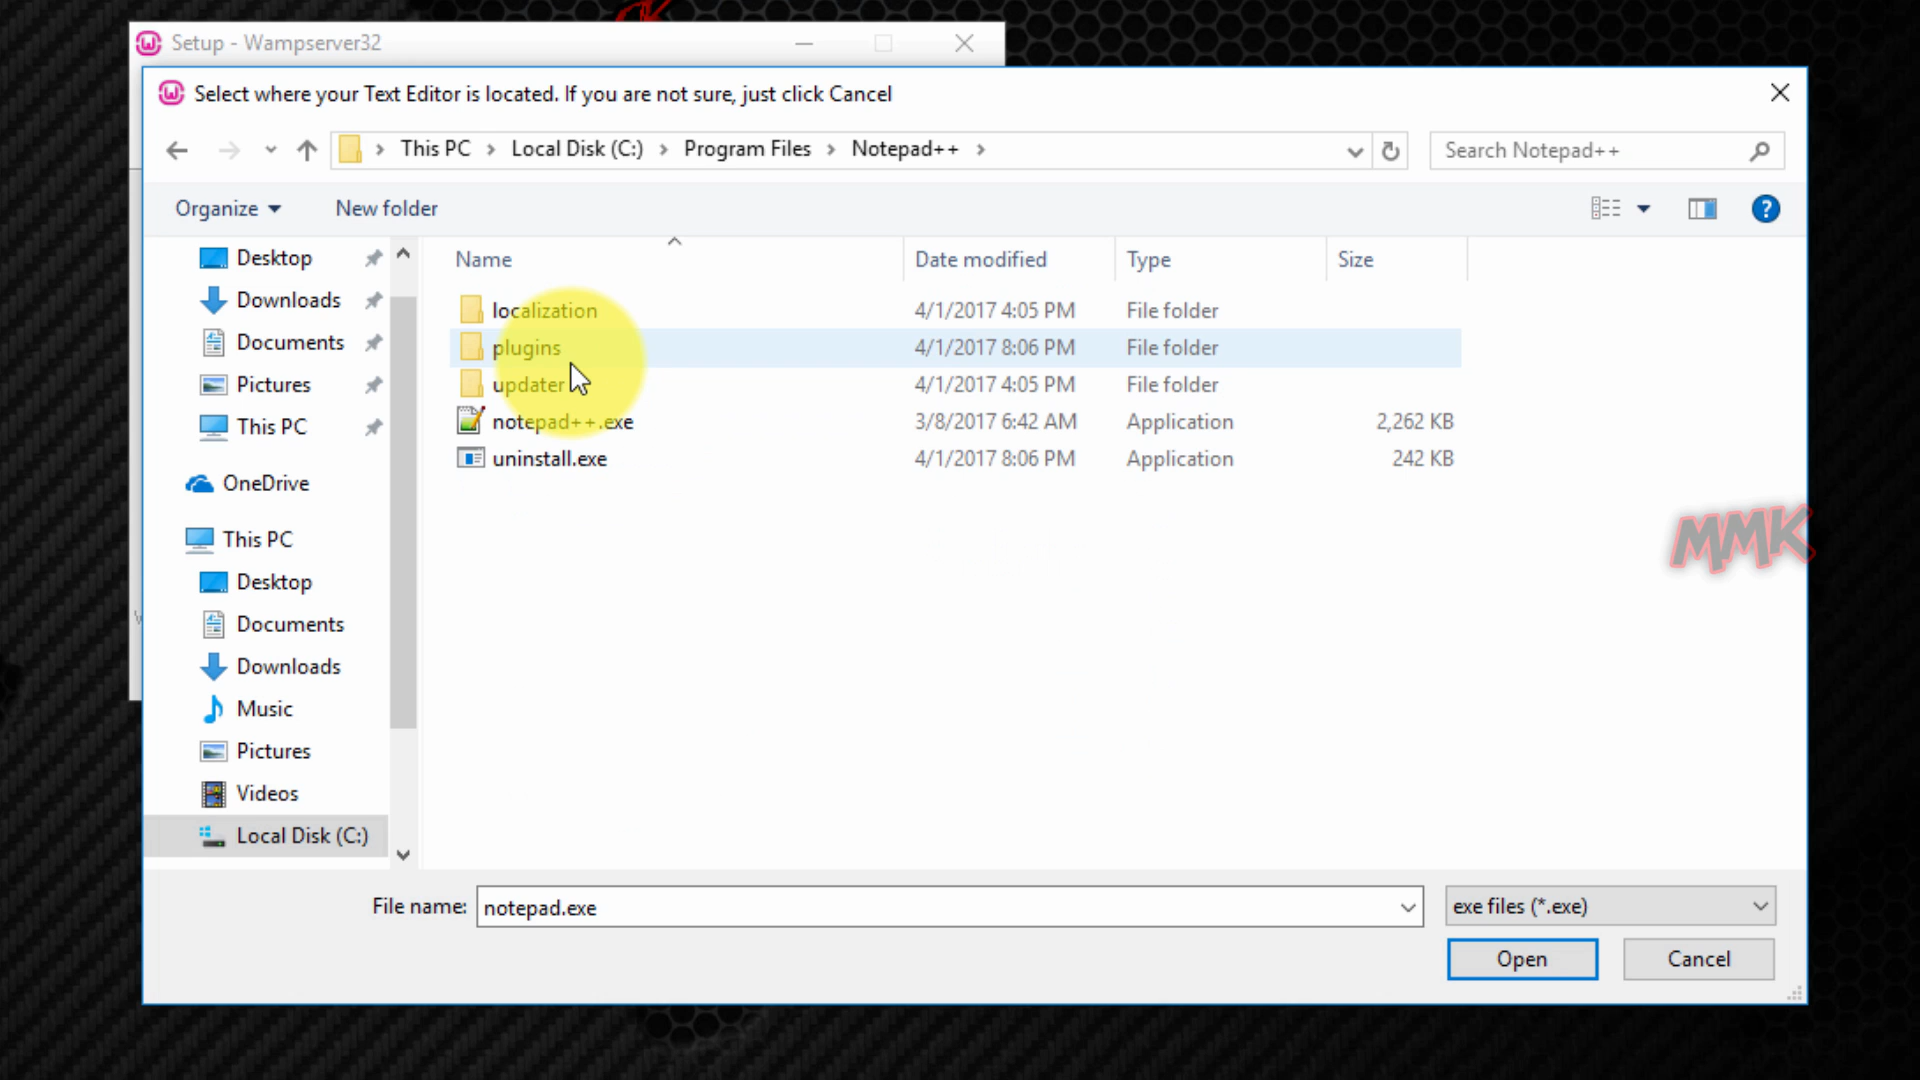 Setup - Wampserver32
Select where your Text Editor is located. If you are not sure, just click Cancel
This PC > Local Disk (C:) > Program Files > Notepad++ >
Search Notepad++
Organize
New folder
Desktop
Downloads
Documents
Pictures
This PC
OneDrive
This PC
Desktop
Documents
Downloads
Music
Pictures
Videos
Local Disk (C:)
Name Date modified Type Size
localization 4/1/2017 4:05 PM File folder
plugins 4/1/2017 8:06 PM File folder
updater 4/1/2017 4:05 PM File folder
notepad++.exe 3/8/2017 6:42 AM Application 2,262 KB
uninstall.exe 4/1/2017 8:06 PM Application 242 KB
MMK
File name: notepad.exe
exe files (*.exe)
Open
Cancel